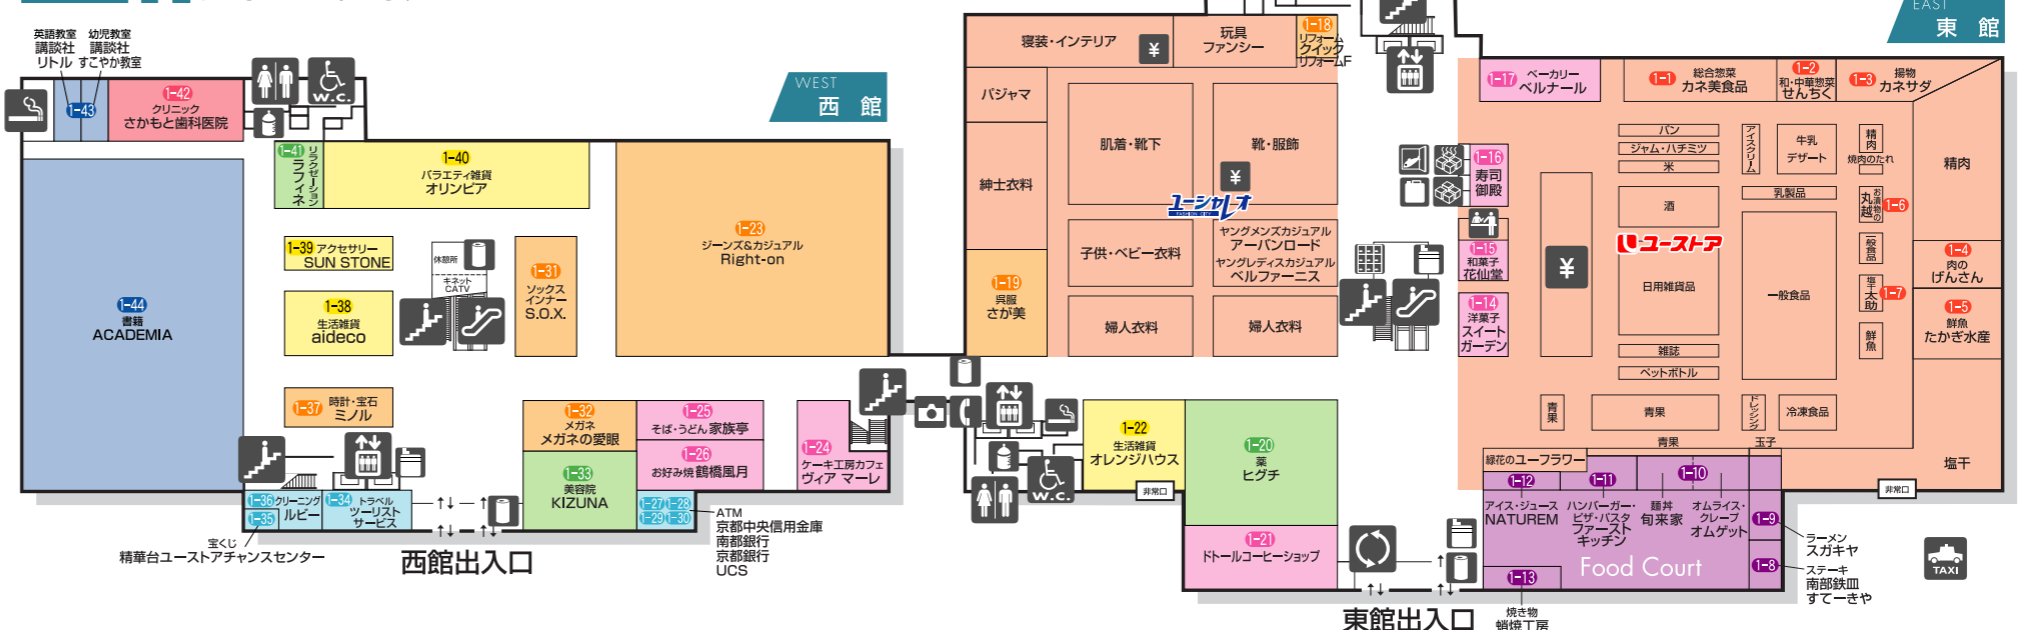 EAST
東 館
WEST
西 館
英語教室
講談社
リトル
幼児教室
講談社
すこやか教室
1-43
1-42
クリニック
さかもと歯科医院
W.C.
1-41
リラクゼーション
ラフィネ
1-40
バラエティ雑貨
オリンピア
1-44
書籍
ACADEMIA
1-39 アクセサリー
SUN STONE
1-38
生活雑貨
aideco
1-37 時計・宝石
ミノル
休憩所
キネット
CATV
1-31
ソックス
インナー
S.O.X.
1-23
ジーンズ&カジュアル
Right-on
1-32
メガネ
メガネの愛眼
1-33
美容院
KIZUNA
1-25
そば・うどん 家族亭
1-26
お好み焼 鶴橋風月
1-24
ケーキ工房カフェ
ヴィア マーレ
1-36 クリーニング
ルビー
1-35
宝くじ
精華台ユーストアチャンスセンター
1-34 トラベル
ツーリスト
サービス
1-27 1-28
1-29 1-30
ATM
京都中央信用金庫
南都銀行
京都銀行
UCS
西館出入口
寝装・インテリア
¥
玩具
ファンシー
1-18
リフォーム
クイック
リフォームF
パジャマ
紳士衣料
肌着・靴下
靴・服飾
¥
ユーシャレオ
FASHION CITY
1-19
呉服
さが美
子供・ベビー衣料
ヤングメンズカジュアル
アーバンロード
ヤングレディスカジュアル
ベルファーニス
婦人衣料
婦人衣料
W.C.
1-22
生活雑貨
オレンジハウス
非常口
1-20
薬
ヒグチ
1-21
ドトールコーヒーショップ
東館出入口
1-17 ベーカリー
ベルナール
1-1 総合惣菜
カネ美食品
1-2
和・中華惣菜
せんちく
1-3 揚物
カネサダ
1-16
寿司
御殿
1-15
和菓子
花仙堂
1-14
洋菓子
スイート
ガーデン
¥
パン
ジャム・ハチミツ
米
酒
ユーストア
日用雑貨品
雑誌
ペットボトル
アイスクリーム
牛乳
デザート
乳製品
一般食品
精肉
焼肉のたれ
お漬物の
丸越
1-6
一般食品
塩干
太助
1-7
鮮魚
精肉
1-4
肉の
げんさん
1-5
鮮魚
たかぎ水産
青果
青果
ドレッシング
冷凍食品
青果
玉子
塩干
非常口
緑花のユーフラワー
1-12
アイス・ジュース
NATUREM
1-11
ハンバーガー・
ピザ・パスタ
ファースト
キッチン
1-10
麺丼
旬来家
オムライス・
クレープ
オムゲット
1-9
ラーメン
スガキヤ
1-8
ステーキ
南部鉄皿
すてーきや
Food Court
1-13
焼き物
蛸焼工房
TAXI